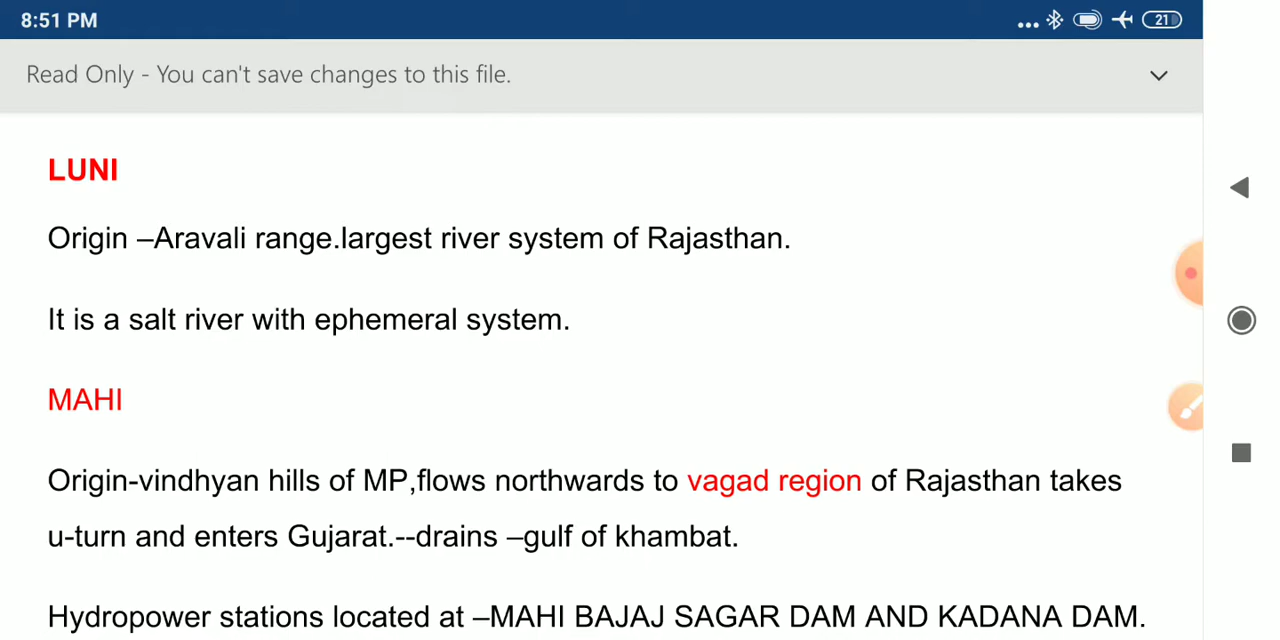 8:51 PM
21
Read Only - You can't save changes to this file.
LUNI
Origin –Aravali range.largest river system of Rajasthan.
It is a salt river with ephemeral system.
MAHI
Origin-vindhyan hills of MP,flows northwards to vagad region of Rajasthan takes
u-turn and enters Gujarat.--drains –gulf of khambat.
Hydropower stations located at –MAHI BAJAJ SAGAR DAM AND KADANA DAM.